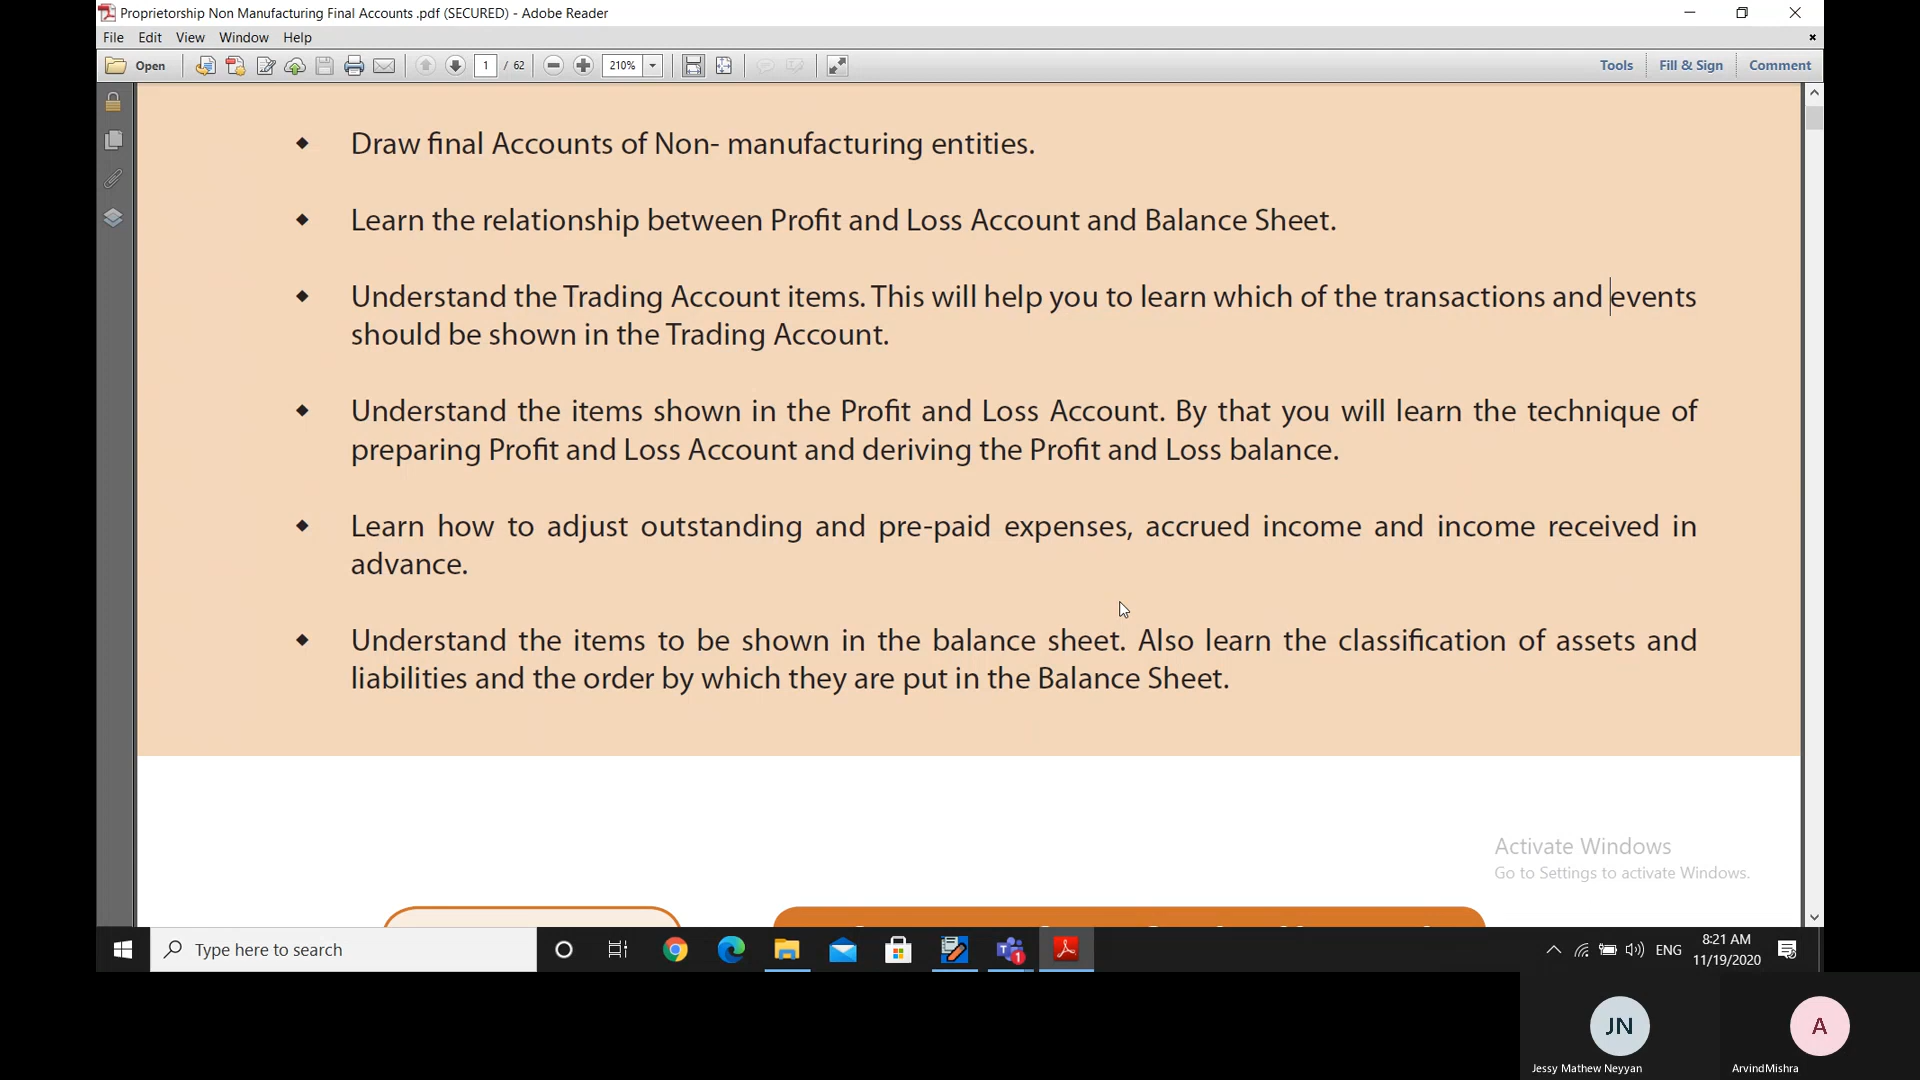 Proprietorship Non Manufacturing Final Accounts .pdf (SECURED) - Adobe Reader
File Edit View Window Help
Open 1 / 62 210% Tools Fill & Sign Comment
Draw final Accounts of Non- manufacturing entities.
Learn the relationship between Profit and Loss Account and Balance Sheet.
Understand the Trading Account items. This will help you to learn which of the transactions and events
should be shown in the Trading Account.
Understand the items shown in the Profit and Loss Account. By that you will learn the technique of
preparing Profit and Loss Account and deriving the Profit and Loss balance.
Learn how to adjust outstanding and pre-paid expenses, accrued income and income received in
advance.
Understand the items to be shown in the balance sheet. Also learn the classification of assets and
liabilities and the order by which they are put in the Balance Sheet.
Activate Windows
Go to Settings to activate Windows.
Type here to search
1
ENG
8:21 AM
11/19/2020
JN
A
Jessy Mathew Neyyan
ArvindMishra